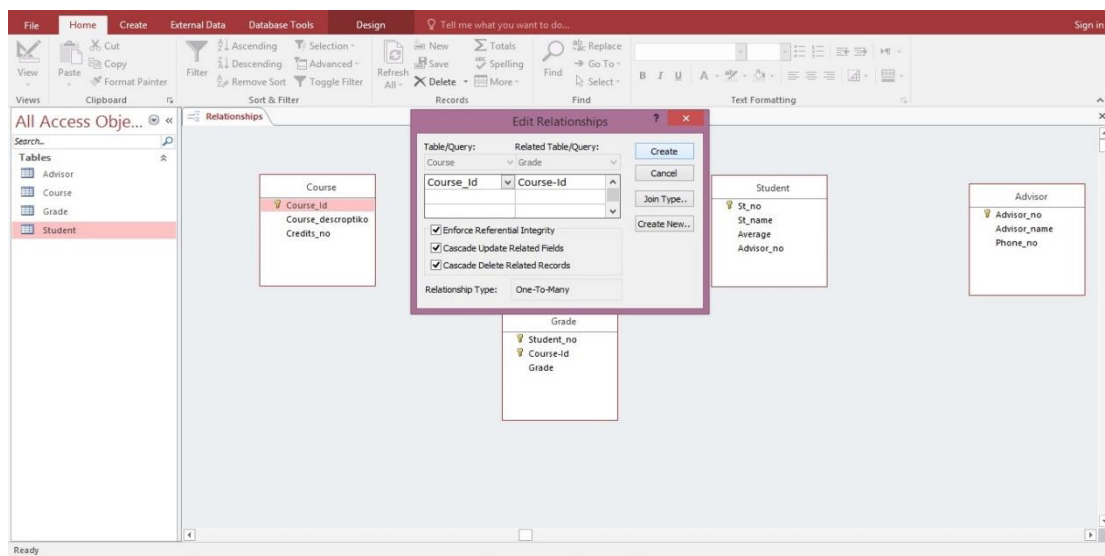 File Home Create External Data Database Tools Design Tell me what you want to do... Sign in
View Paste Cut Copy Format Painter
Filter Ascending Descending Remove Sort Selection Advanced Toggle Filter
Refresh All New Save Delete Totals Spelling More
Find Replace Go To Select
B I U A
Views Clipboard Sort & Filter Records Find Text Formatting
All Access Obje...
Search...
Tables
Advisor
Course
Grade
Student
Relationships
Course
Course_Id
Course_descroptiko
Credits_no
Edit Relationships ?
Table/Query: Related Table/Query:
Course Grade
Course_Id Course-Id
Enforce Referential Integrity
Cascade Update Related Fields
Cascade Delete Related Records
Relationship Type: One-To-Many
Create
Cancel
Join Type..
Create New..
Grade
Student_no
Course-Id
Grade
Student
St_no
St_name
Average
Advisor_no
Advisor
Advisor_no
Advisor_name
Phone_no
Ready